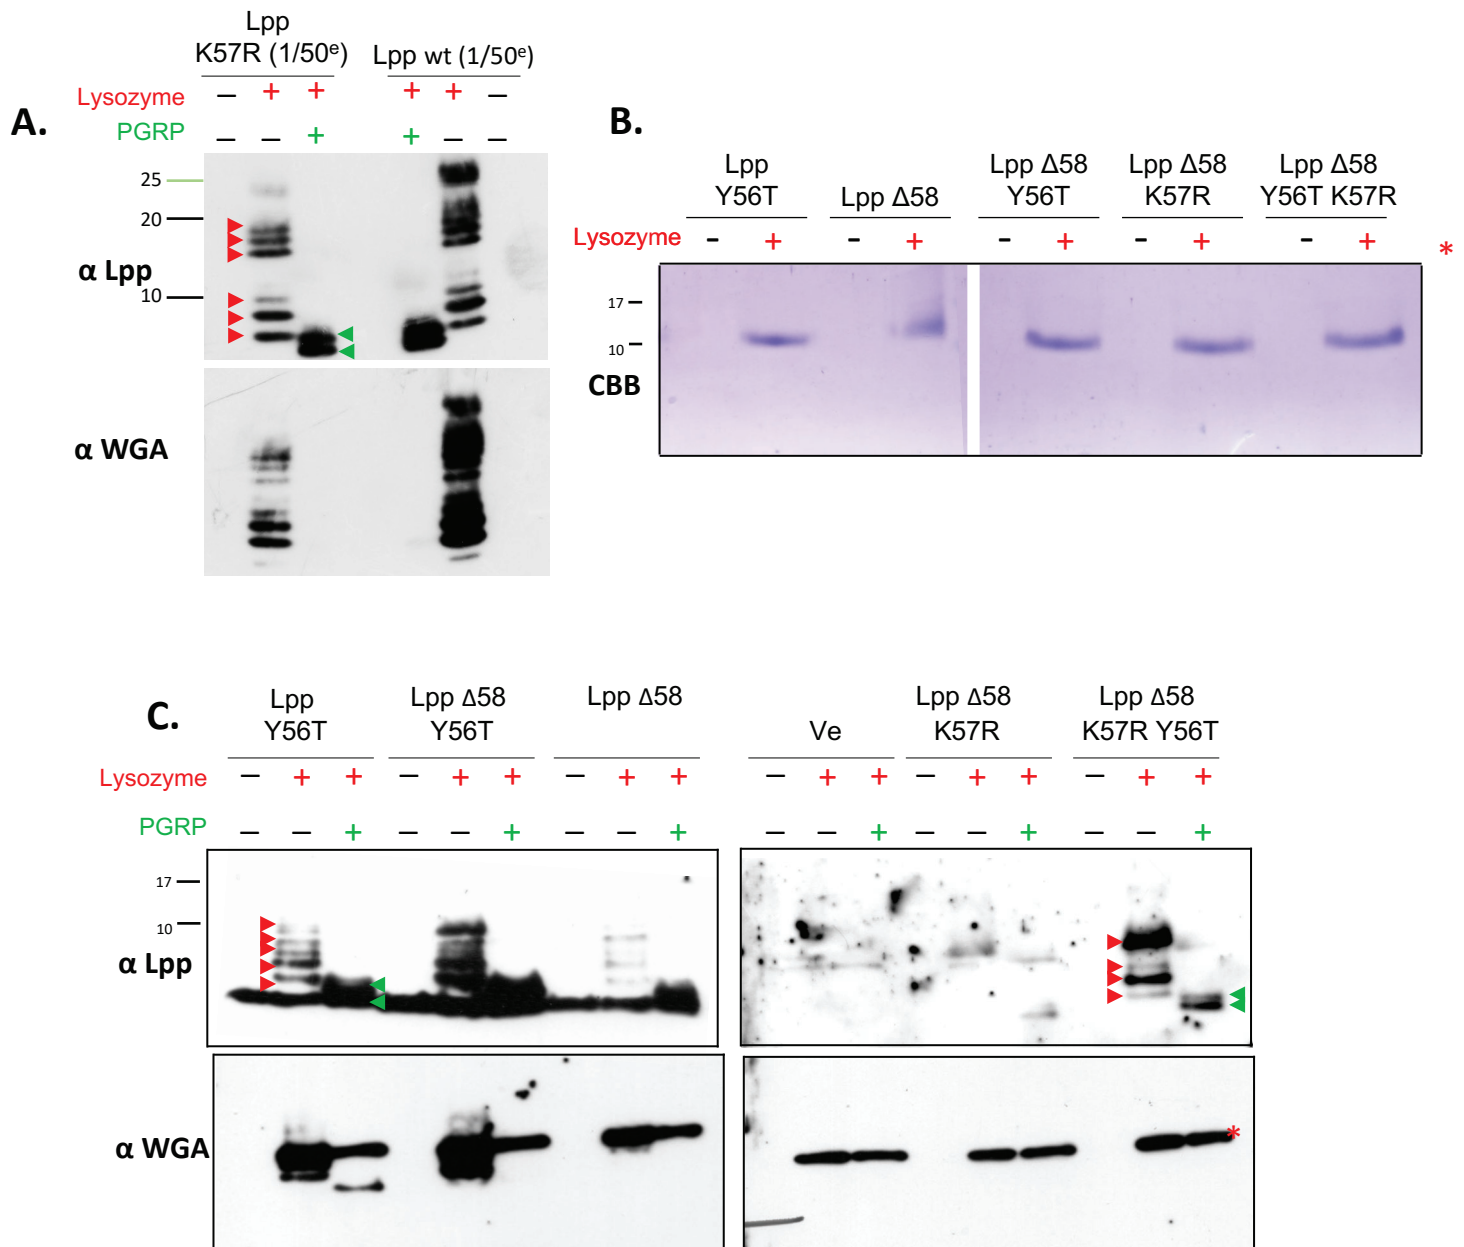 A.
Lpp
K57R (1/50e)
Lpp wt (1/50e)
Lysozyme – + + + + –
PGRP – – + + – –
25
20
10
α Lpp
α WGA
B.
Lpp
Y56T
Lpp Δ58
Lpp Δ58
Y56T
Lpp Δ58
K57R
Lpp Δ58
Y56T K57R
Lysozyme - + - + - + - + - + *
17
10
CBB
C.
Lpp
Y56T
Lpp Δ58
Y56T
Lpp Δ58
Ve
Lpp Δ58
K57R
Lpp Δ58
K57R Y56T
Lysozyme – + + – + + – + + – + + – + + – + +
PGRP – – + – – + – – + – – + – – + – – +
17
10
α Lpp
α WGA
*